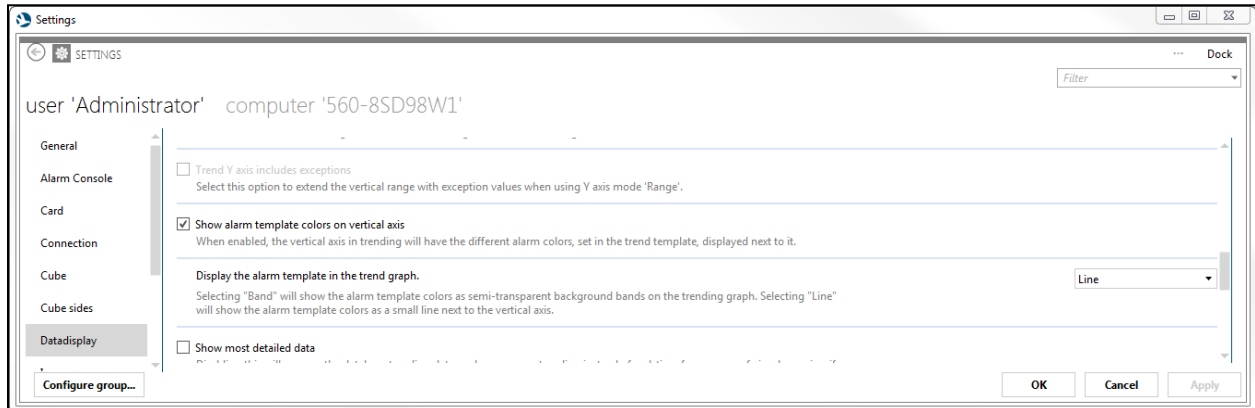 Settings
SETTINGS
... Dock
Filter
user 'Administrator' computer '560-8SD98W1'
General
Alarm Console
Card
Connection
Cube
Cube sides
Datadisplay
Trend Y axis includes exceptions
Select this option to extend the vertical range with exception values when using Y axis mode 'Range'.
Show alarm template colors on vertical axis
When enabled, the vertical axis in trending will have the different alarm colors, set in the trend template, displayed next to it.
Display the alarm template in the trend graph.
Line
Selecting "Band" will show the alarm template colors as semi-transparent background bands on the trending graph. Selecting "Line"
will show the alarm template colors as a small line next to the vertical axis.
Show most detailed data
Configure group...
OK Cancel Apply